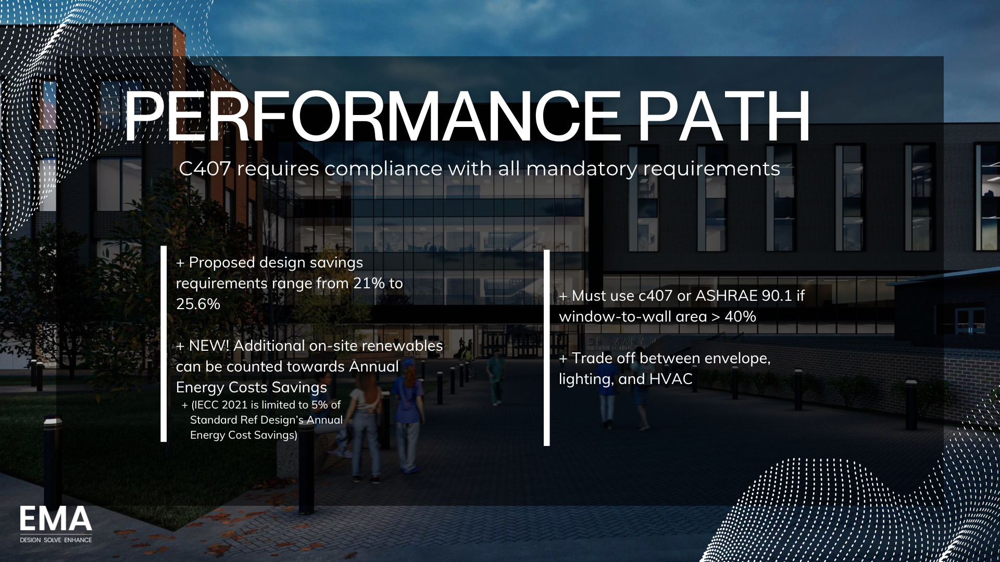 PERFORMANCE PATH
C407 requires compliance with all mandatory requirements
+ Proposed design savings
requirements range from 21% to
25.6%
+ NEW! Additional on-site renewables
can be counted towards Annual
Energy Costs Savings
+ (IECC 2021 is limited to 5% of
Standard Ref Design’s Annual
Energy Cost Savings)
+ Must use c407 or ASHRAE 90.1 if
window-to-wall area > 40%
+ Trade off between envelope,
lighting, and HVAC
DR. MARY M
EMA
DESIGN SOLVE ENHANCE